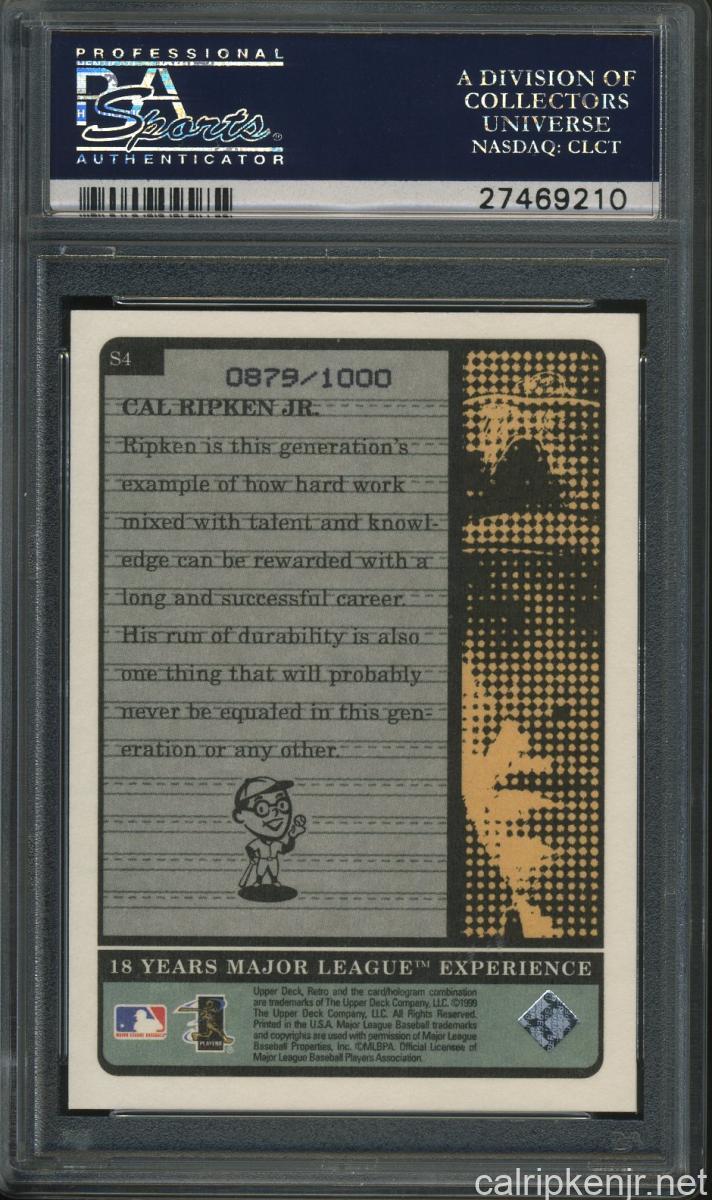 PROFESSIONAL
PSA
Sports
AUTHENTICATOR
A DIVISION OF
COLLECTORS
UNIVERSE
NASDAQ: CLCT
27469210
S4
0879/1000
CAL RIPKEN JR.
Ripken is this generation's
example of how hard work
mixed with talent and knowl-
edge can be rewarded with a
long and successful career.
His run of durability is also
one thing that will probably
never be equaled in this gen-
eration or any other.
18 YEARS MAJOR LEAGUE™ EXPERIENCE
Upper Deck, Retro and the card/hologram combination
are trademarks of The Upper Deck Company, LLC. ©1999
The Upper Deck Company, LLC. All Rights Reserved.
Printed in the U.S.A. Major League Baseball trademarks
and copyrights are used with permission of Major League
Baseball Properties, Inc. ©MLBPA. Official Licensee of
Major League Baseball Players Association.
MAJOR LEAGUE BASEBALL
PLAYERS
calripkenjr.net